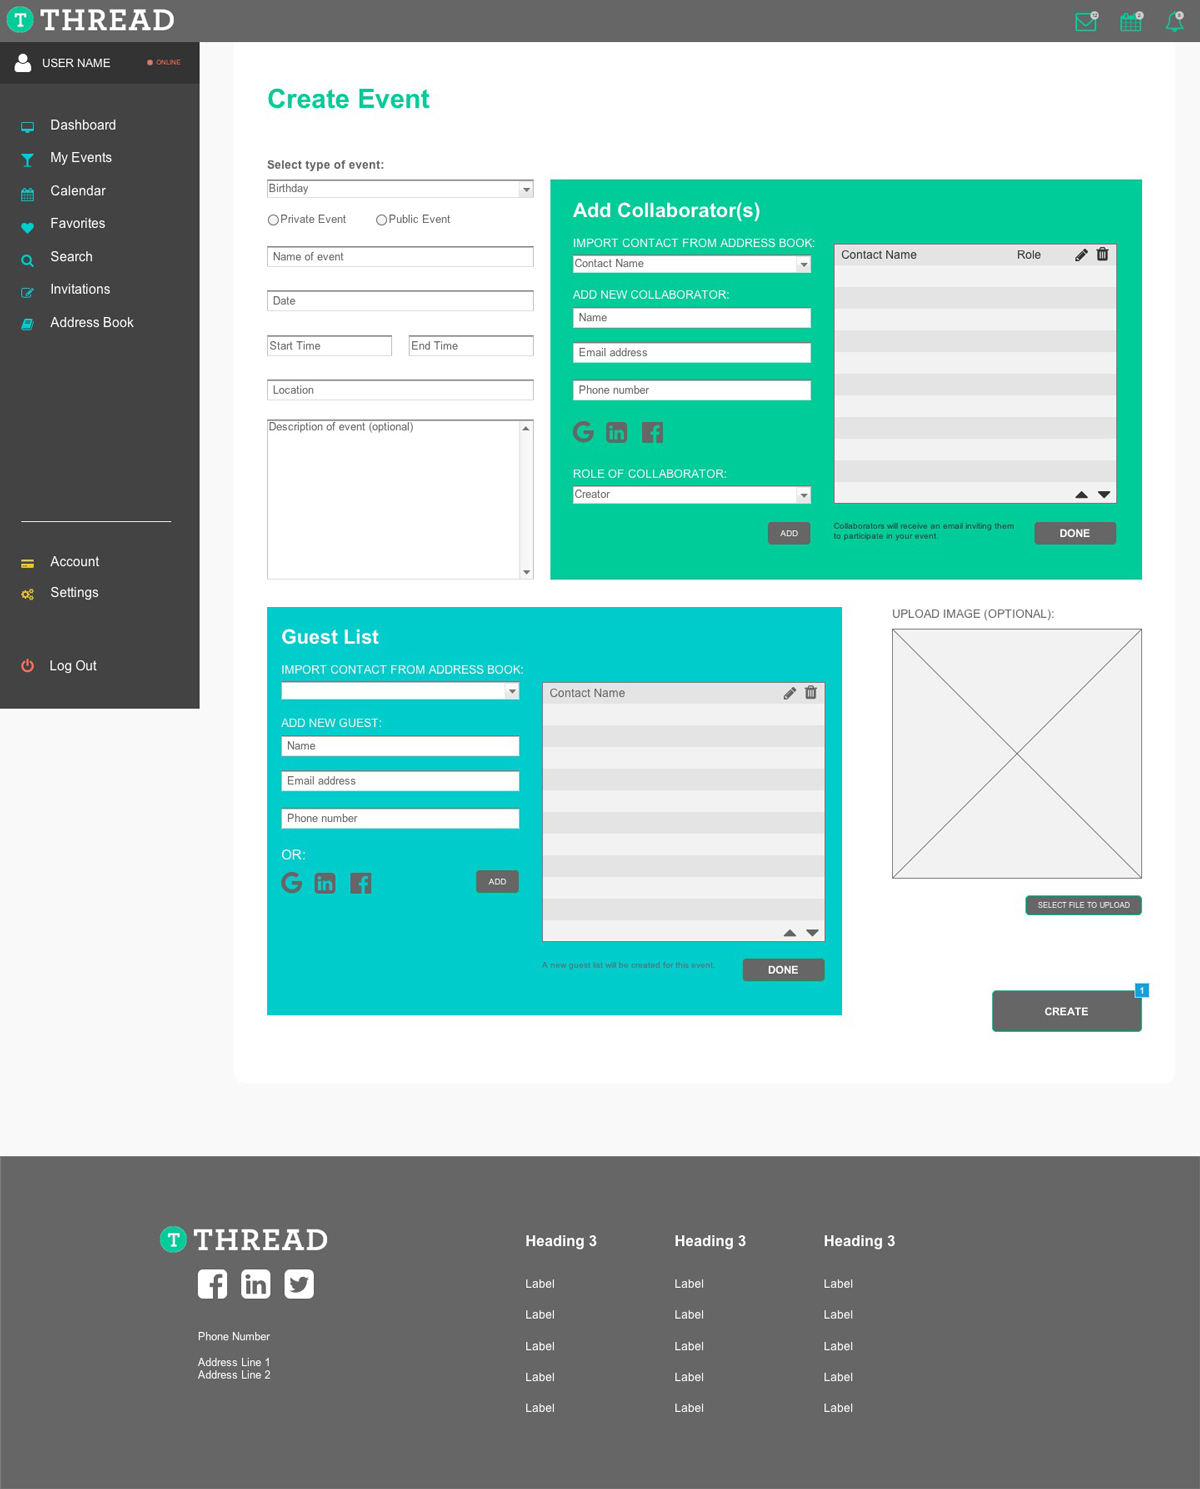 T THREAD
USER NAME
ONLINE
Dashboard
My Events
Calendar
Favorites
Search
Invitations
Address Book
Account
Settings
Log Out
Create Event
Select type of event:
Birthday
Private Event Public Event
Name of event
Date
Start Time End Time
Location
Description of event (optional)
Add Collaborator(s)
IMPORT CONTACT FROM ADDRESS BOOK:
Contact Name
ADD NEW COLLABORATOR:
Name
Email address
Phone number
G in f
ROLE OF COLLABORATOR:
Creator
ADD
Contact Name Role
Collaborators will receive an email inviting them
to participate in your event.
DONE
Guest List
IMPORT CONTACT FROM ADDRESS BOOK:
ADD NEW GUEST:
Name
Email address
Phone number
OR:
G in f
ADD
Contact Name
A new guest list will be created for this event.
DONE
UPLOAD IMAGE (OPTIONAL):
SELECT FILE TO UPLOAD
1
CREATE
T THREAD
f in
Phone Number
Address Line 1
Address Line 2
Heading 3
Label
Label
Label
Label
Label
Heading 3
Label
Label
Label
Label
Label
Heading 3
Label
Label
Label
Label
Label